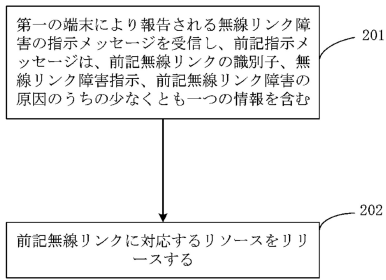 第一の端末により報告される無線リンク障
害の指示メッセージを受信し、前記指示メ
ッセージは、前記無線リンクの識別子、無
線リンク障害指示、前記無線リンク障害の
原因のうちの少なくとも一つの情報を含む
201
前記無線リンクに対応するリソースをリリ
ースする
202